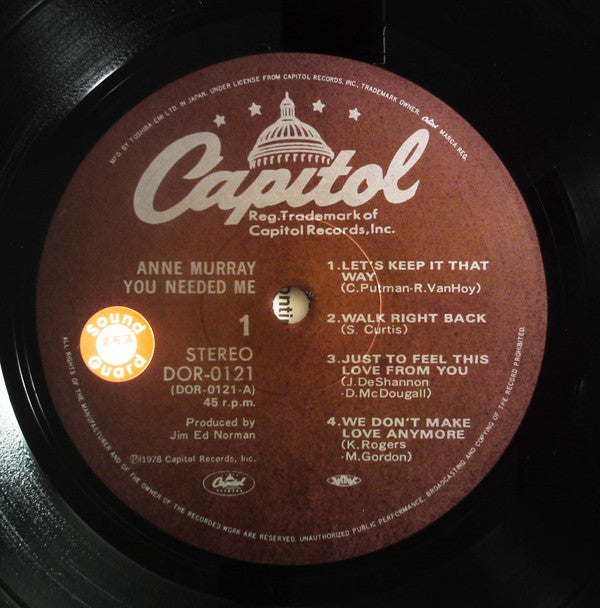 MFD BY TOSHIBA-EMI LTD. IN JAPAN. UNDER LICENSE FROM CAPITOL RECORDS, INC., TRADEMARK OWNER. Capitol MARCA REG.
Capitol
Reg.Trademark of
Capitol Records,Inc.
ANNE MURRAY
YOU NEEDED ME
1
STEREO
DOR-0121
(DOR-0121-A)
45 r.p.m.
Produced by
Jim Ed Norman
Ⓟ©1978 Capitol Records, Inc.
Sound
Guard
1.LET'S KEEP IT THAT
WAY
(C.Putman-R.VanHoy)
2.WALK RIGHT BACK
(S. Curtis)
3.JUST TO FEEL THIS
LOVE FROM YOU
(J.DeShannon
-D.McDougall)
4.WE DON'T MAKE
LOVE ANYMORE
(K.Rogers
-M.Gordon)
Capitol
RECORDS
ALL RIGHTS OF THE MANUFACTURER AND OF THE OWNER OF THE RECORDED WORK ARE RESERVED. UNAUTHORIZED PUBLIC PERFORMANCE, BROADCASTING AND COPYING OF THE RECORD PROHIBITED.